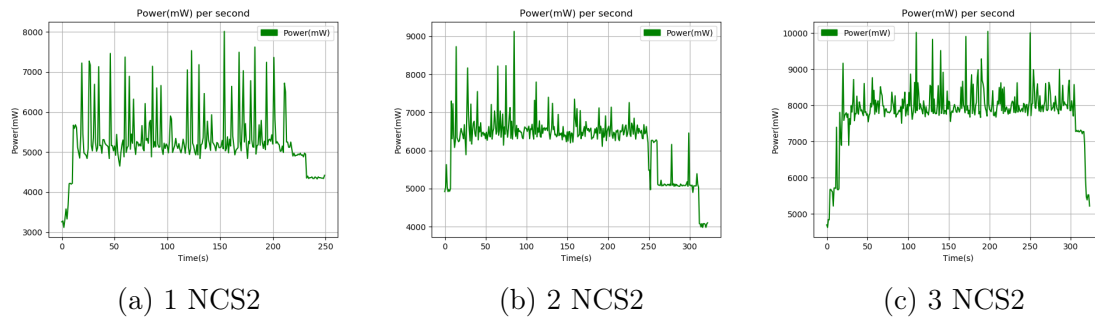 Power(mW) per second
Power(mW)
8000
7000
6000
5000
4000
3000
Power(mW)
0 50 100 150 200 250
Time(s)
(a) 1 NCS2
Power(mW) per second
Power(mW)
9000
8000
7000
6000
5000
4000
Power(mW)
0 50 100 150 200 250 300
Time(s)
(b) 2 NCS2
Power(mW) per second
Power(mW)
10000
9000
8000
7000
6000
5000
Power(mW)
0 50 100 150 200 250 300
Time(s)
(c) 3 NCS2